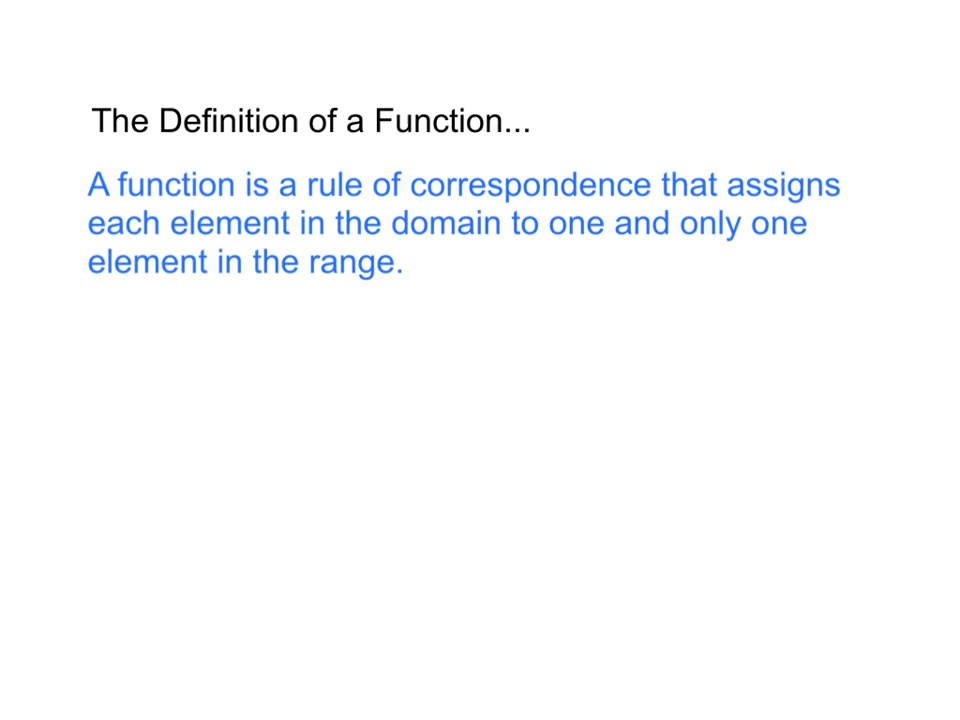 The Definition of a Function...
A function is a rule of correspondence that assigns
each element in the domain to one and only one
element in the range.